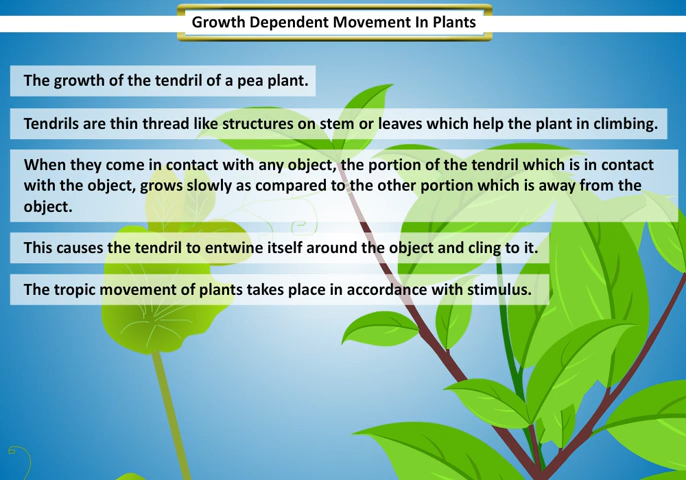 Growth Dependent Movement In Plants
The growth of the tendril of a pea plant.
Tendrils are thin thread like structures on stem or leaves which help the plant in climbing.
When they come in contact with any object, the portion of the tendril which is in contact
with the object, grows slowly as compared to the other portion which is away from the
object.
This causes the tendril to entwine itself around the object and cling to it.
The tropic movement of plants takes place in accordance with stimulus.